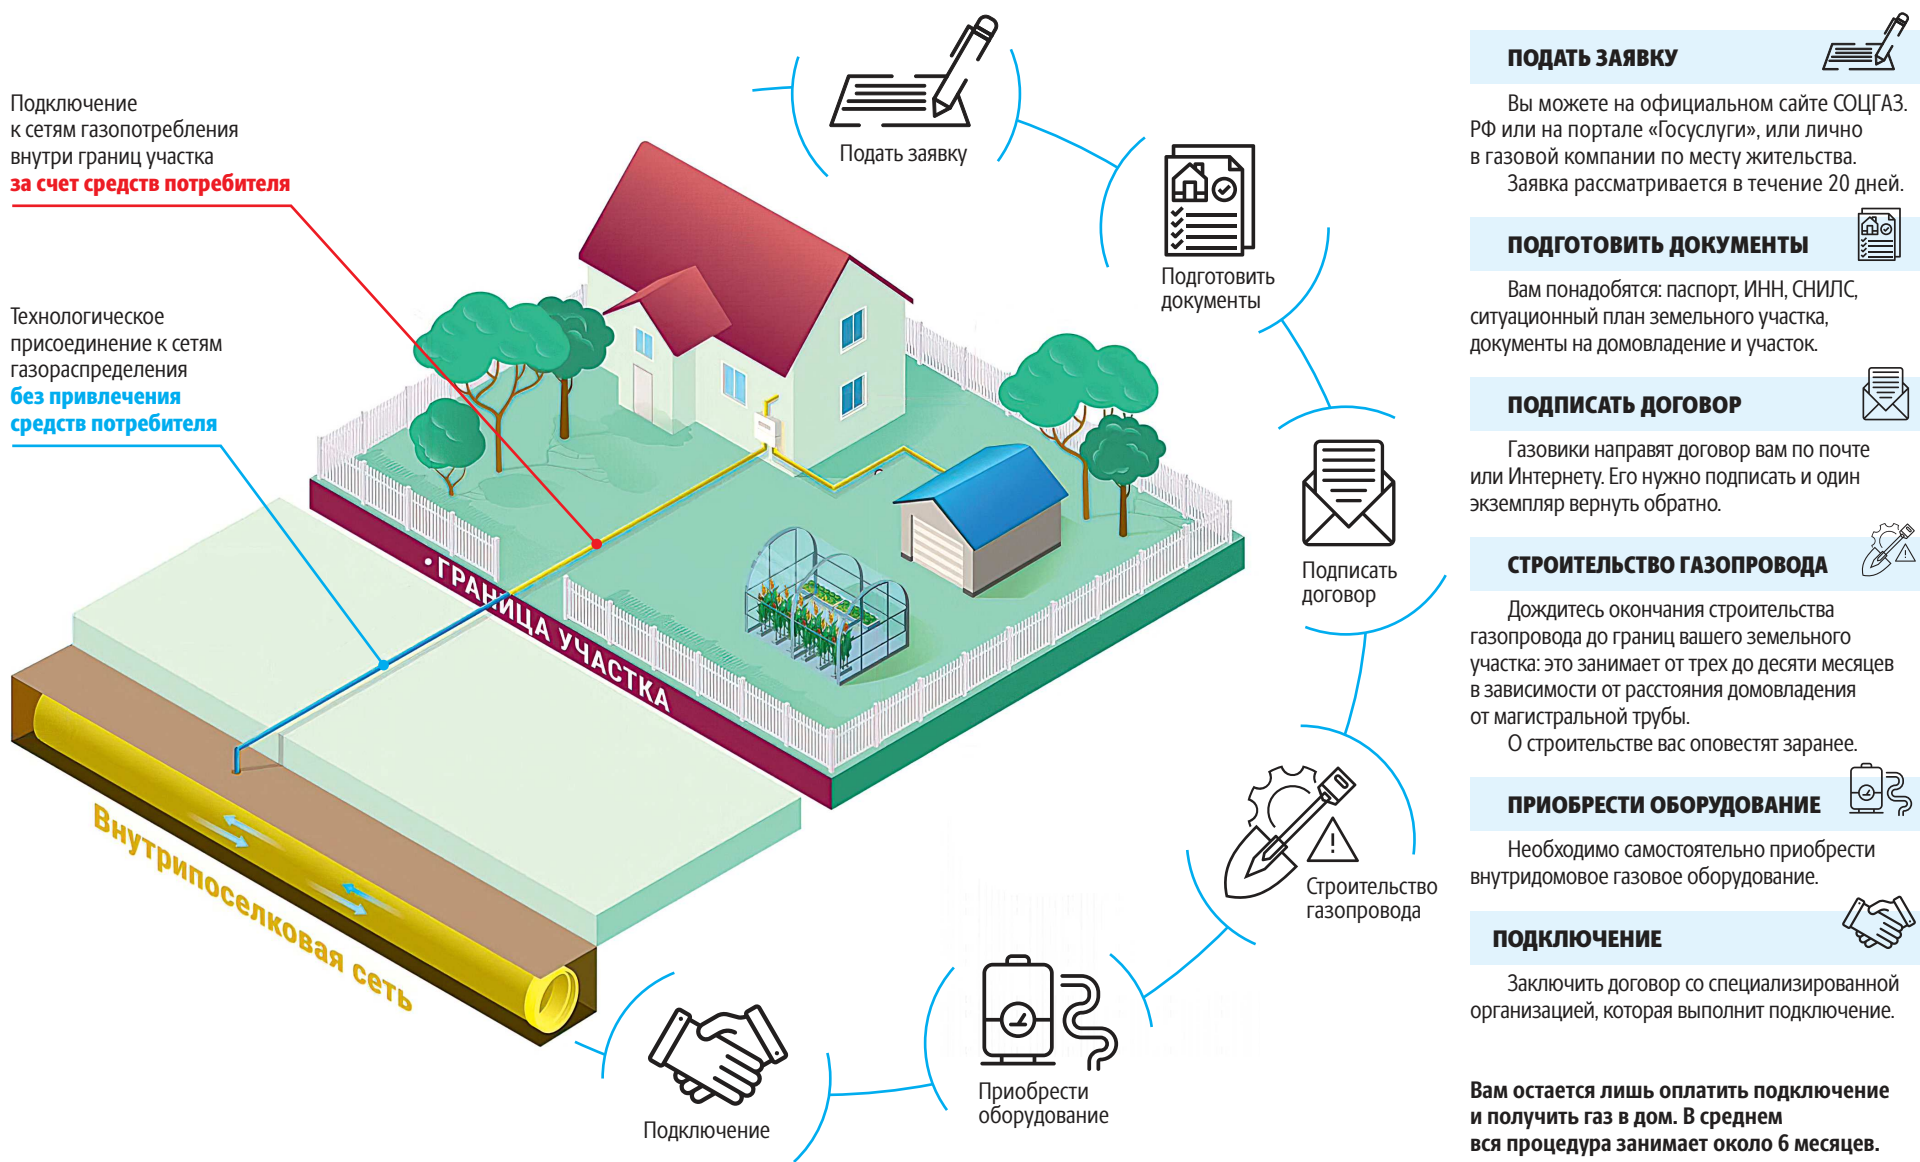 Подключение
к сетям газопотребления
внутри границ участка
за счет средств потребителя
Технологическое
присоединение к сетям
газораспределения
без привлечения
средств потребителя
• ГРАНИЦА УЧАСТКА
Внутрипоселковая сеть
Подать заявку
Подготовить
документы
Подписать
договор
Строительство
газопровода
Приобрести
оборудование
Подключение
ПОДАТЬ ЗАЯВКУ
Вы можете на официальном сайте СОЦГАЗ.
РФ или на портале «Госуслуги», или лично
в газовой компании по месту жительства.
Заявка рассматривается в течение 20 дней.
ПОДГОТОВИТЬ ДОКУМЕНТЫ
Вам понадобятся: паспорт, ИНН, СНИЛС,
ситуационный план земельного участка,
документы на домовладение и участок.
ПОДПИСАТЬ ДОГОВОР
Газовики направят договор вам по почте
или Интернету. Его нужно подписать и один
экземпляр вернуть обратно.
СТРОИТЕЛЬСТВО ГАЗОПРОВОДА
Дождитесь окончания строительства
газопровода до границ вашего земельного
участка: это занимает от трех до десяти месяцев
в зависимости от расстояния домовладения
от магистральной трубы.
О строительстве вас оповестят заранее.
ПРИОБРЕСТИ ОБОРУДОВАНИЕ
Необходимо самостоятельно приобрести
внутридомовое газовое оборудование.
ПОДКЛЮЧЕНИЕ
Заключить договор со специализированной
организацией, которая выполнит подключение.
Вам остается лишь оплатить подключение
и получить газ в дом. В среднем
вся процедура занимает около 6 месяцев.